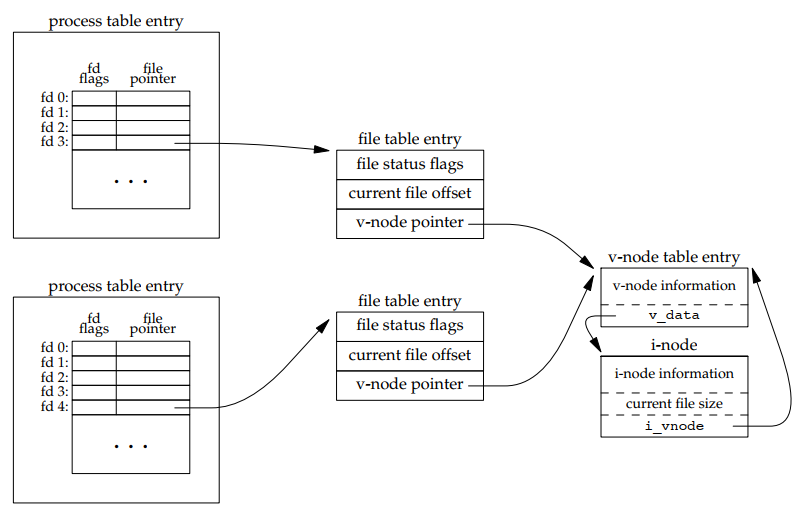 process table entry
fd
flags
file
pointer
fd 0:
fd 1:
fd 2:
fd 3:
. . .
file table entry
file status flags
current file offset
v-node pointer
process table entry
fd
flags
file
pointer
fd 0:
fd 1:
fd 2:
fd 3:
fd 4:
. . .
file table entry
file status flags
current file offset
v-node pointer
v-node table entry
v-node information
v_data
i-node
i-node information
current file size
i_vnode